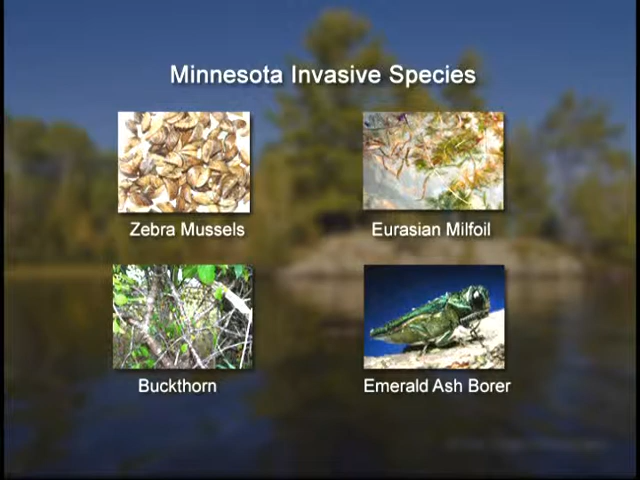 Minnesota Invasive Species
Zebra Mussels
Eurasian Milfoil
Buckthorn
Emerald Ash Borer